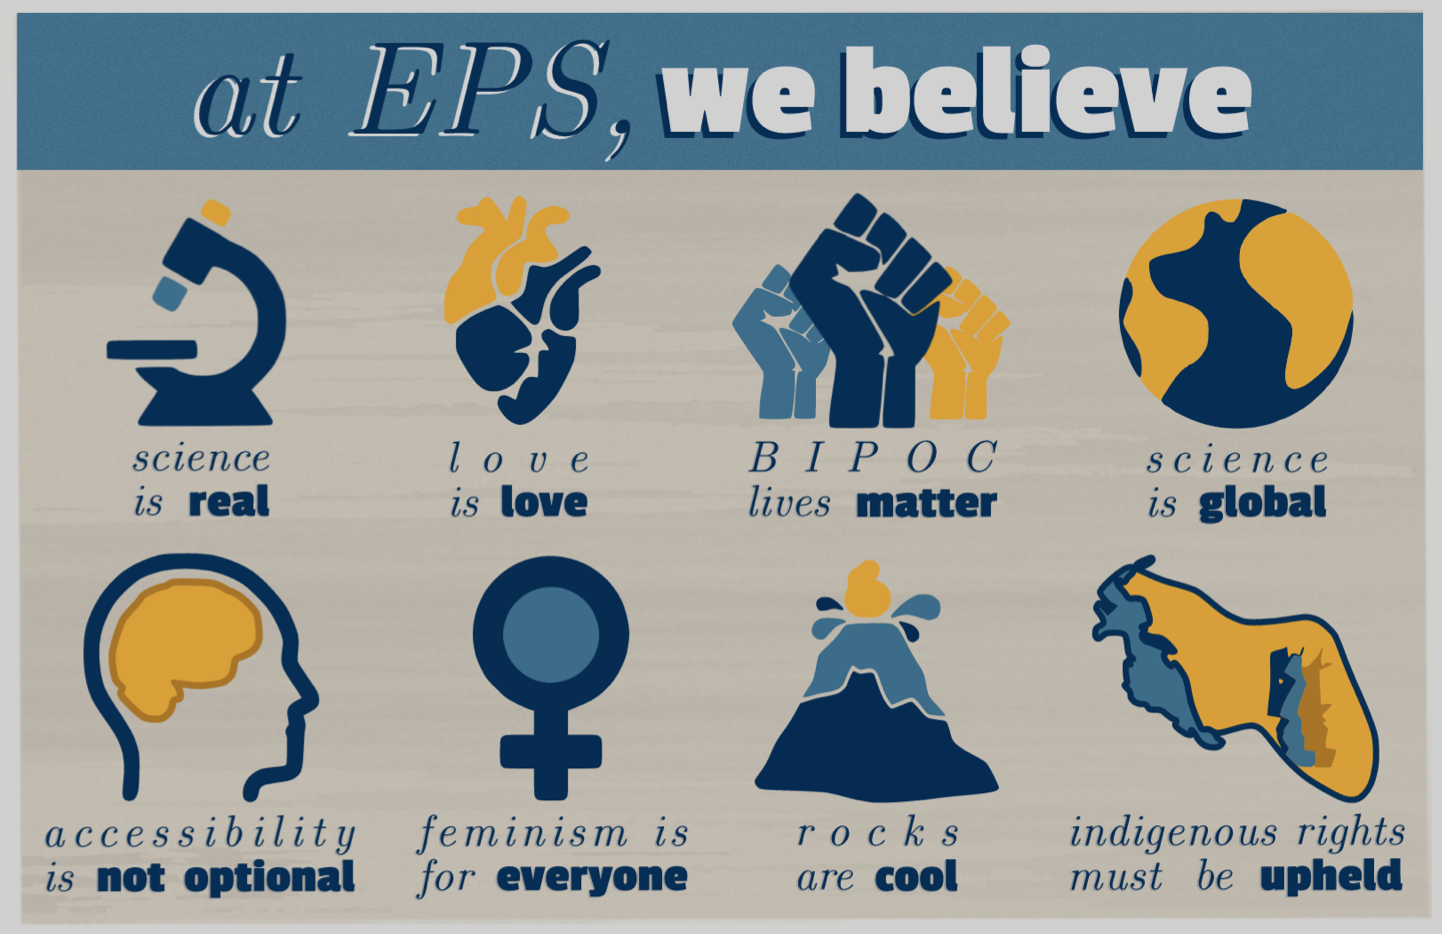 at EPS, we believe
science
is real
love
is love
BIPOC
lives matter
science
is global
accessibility
is not optional
feminism is
for everyone
rocks
are cool
indigenous rights
must be upheld